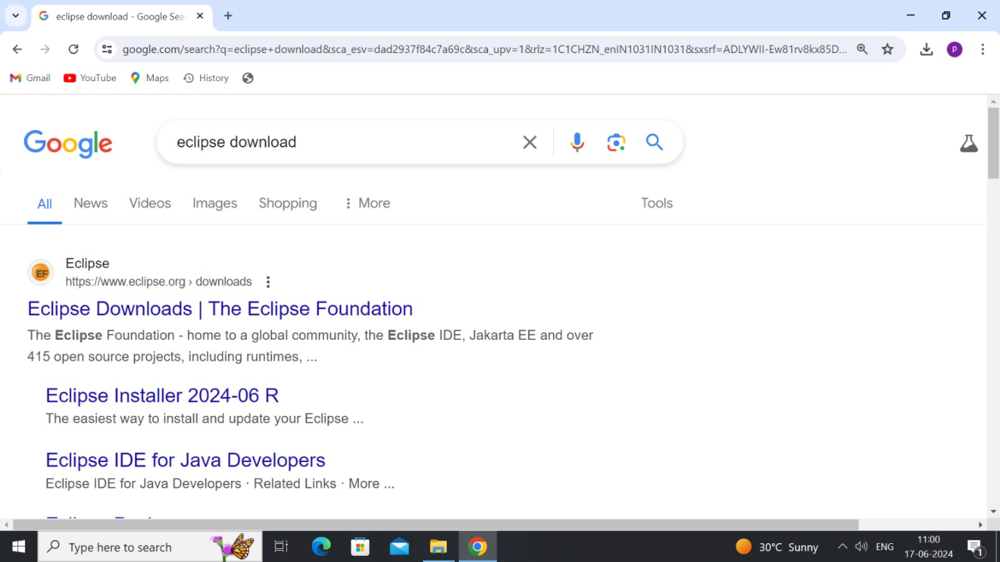 eclipse download - Google Sea
google.com/search?q=eclipse+download&sca_esv=dad2937f84c7a69c&sca_upv=1&rlz=1C1CHZN_enIN1031IN1031&sxsrf=ADLYWII-Ew81rv8kx85D...
P
Gmail YouTube Maps History
Google eclipse download
All News Videos Images Shopping More Tools
EF
Eclipse
https://www.eclipse.org › downloads
Eclipse Downloads | The Eclipse Foundation
The Eclipse Foundation - home to a global community, the Eclipse IDE, Jakarta EE and over
415 open source projects, including runtimes, ...
Eclipse Installer 2024-06 R
The easiest way to install and update your Eclipse ...
Eclipse IDE for Java Developers
Eclipse IDE for Java Developers · Related Links · More ...
Type here to search
30°C Sunny
ENG
11:00
17-06-2024
1